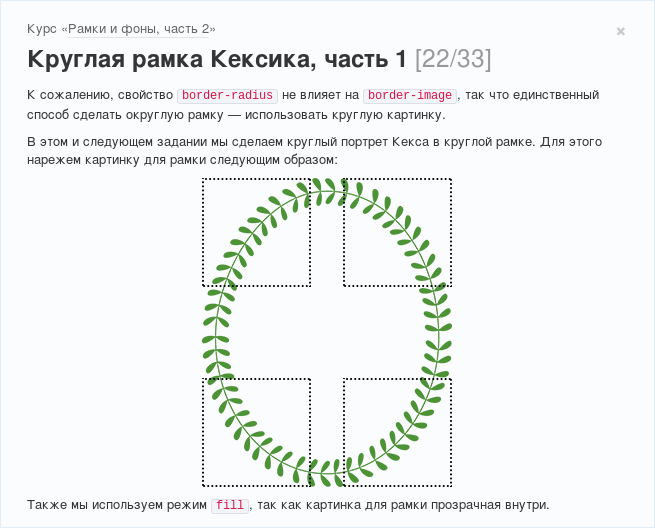 Курс «Рамки и фоны, часть 2»
×
Круглая рамка Кексика, часть 1 [22/33]
К сожалению, свойство border-radius не влияет на border-image, так что единственный
способ сделать округлую рамку — использовать круглую картинку.
В этом и следующем задании мы сделаем круглый портрет Кекса в круглой рамке. Для этого
нарежем картинку для рамки следующим образом:
Также мы используем режим fill, так как картинка для рамки прозрачная внутри.